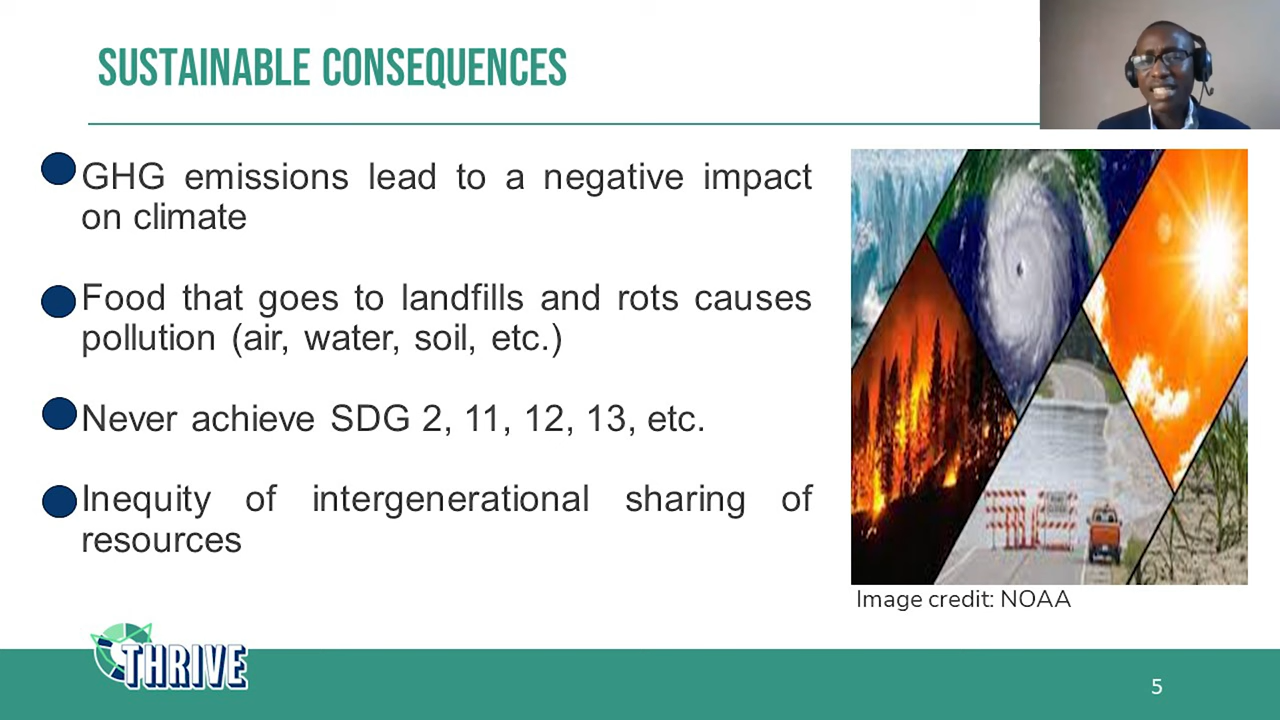 SUSTAINABLE CONSEQUENCES
GHG emissions lead to a negative impact
on climate
Food that goes to landfills and rots causes
pollution (air, water, soil, etc.)
Never achieve SDG 2, 11, 12, 13, etc.
Inequity of intergenerational sharing of
resources
Image credit: NOAA
THRIVE
5